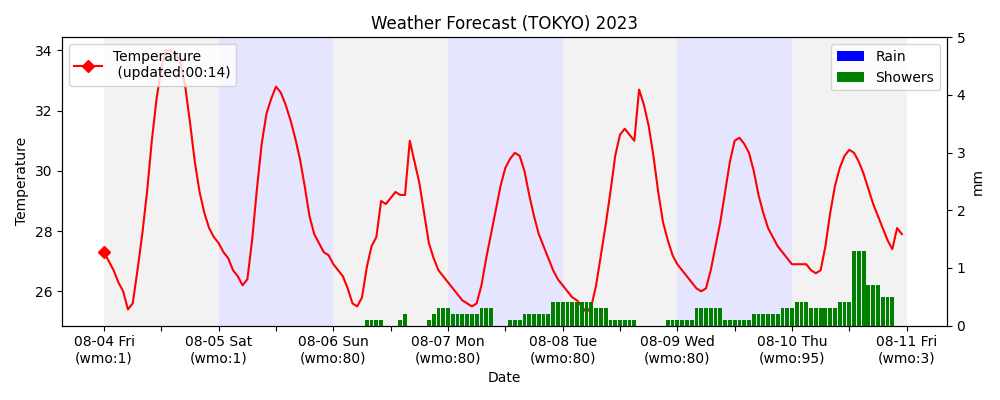 Weather Forecast (TOKYO) 2023
Temperature
(updated:00:14)
Rain
Showers
34
32
30
28
26
Temperature
5
4
3
2
1
0
mm
08-04 Fri
(wmo:1)
08-05 Sat
(wmo:1)
08-06 Sun
(wmo:80)
08-07 Mon
(wmo:80)
08-08 Tue
(wmo:80)
08-09 Wed
(wmo:80)
08-10 Thu
(wmo:95)
08-11 Fri
(wmo:3)
Date